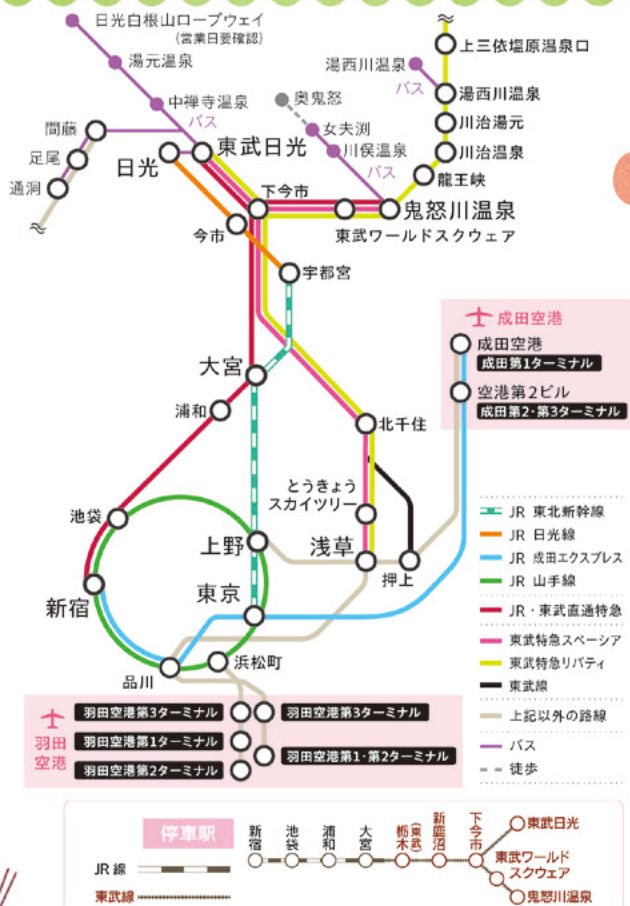 日光白根山ロープウェイ
(営業日要確認)
湯元温泉
中禅寺温泉
バス
間藤
足尾
通洞
日光
東武日光
奥鬼怒
女夫渕
川俣温泉
バス
湯西川温泉
バス
上三依塩原温泉口
湯西川温泉
川治湯元
川治温泉
龍王峡
下今市
鬼怒川温泉
今市
東武ワールドスクウェア
宇都宮
大宮
浦和
北千住
とうきょう
スカイツリー
池袋
上野
浅草
押上
新宿
東京
品川
浜松町
成田空港
成田空港
成田第1ターミナル
空港第2ビル
成田第2・第3ターミナル
JR 東北新幹線
JR 日光線
JR 成田エクスプレス
JR 山手線
JR・東武直通特急
東武特急スペーシア
東武特急リバティ
東武線
上記以外の路線
バス
徒歩
羽田
空港
羽田空港第3ターミナル
羽田空港第1ターミナル
羽田空港第2ターミナル
羽田空港第3ターミナル
羽田空港第1・第2ターミナル
停車駅
JR線
東武線
新宿
池袋
浦和
大宮
栃木(東武)
新鹿沼
下今市
東武日光
東武ワールド
スクウェア
鬼怒川温泉